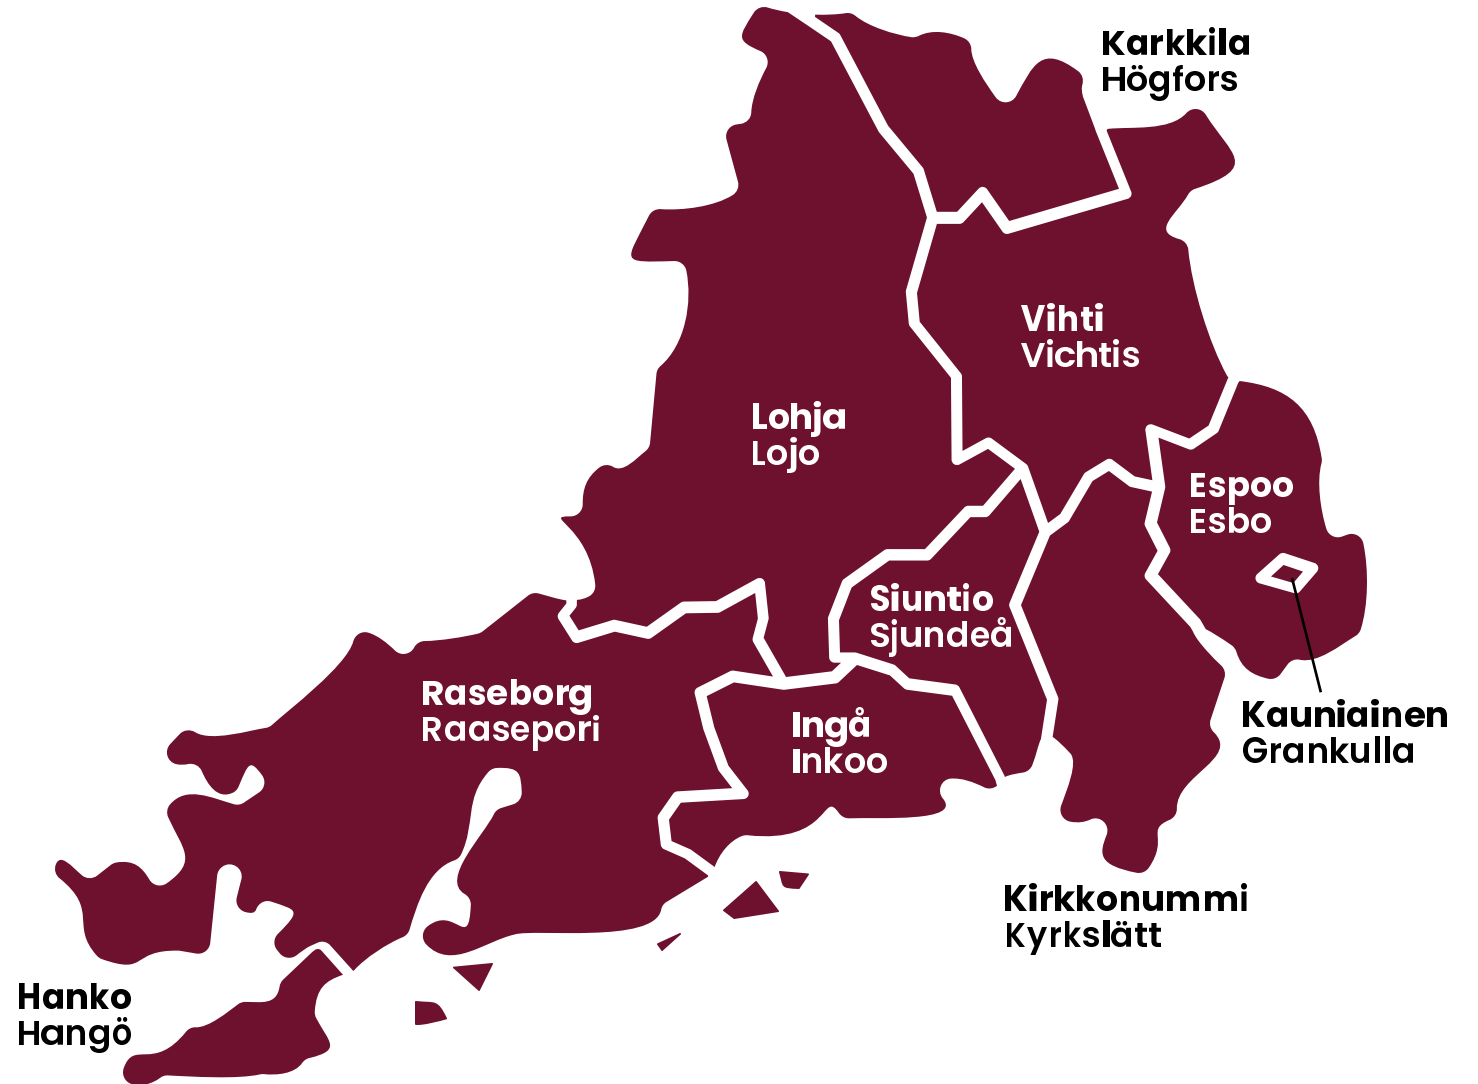 Karkkila
Högfors
Vihti
Vichtis
Lohja
Lojo
Espoo
Esbo
Siuntio
Sjundeå
Raseborg
Raasepori
Ingå
Inkoo
Kauniainen
Grankulla
Kirkkonummi
Kyrkslätt
Hanko
Hangö